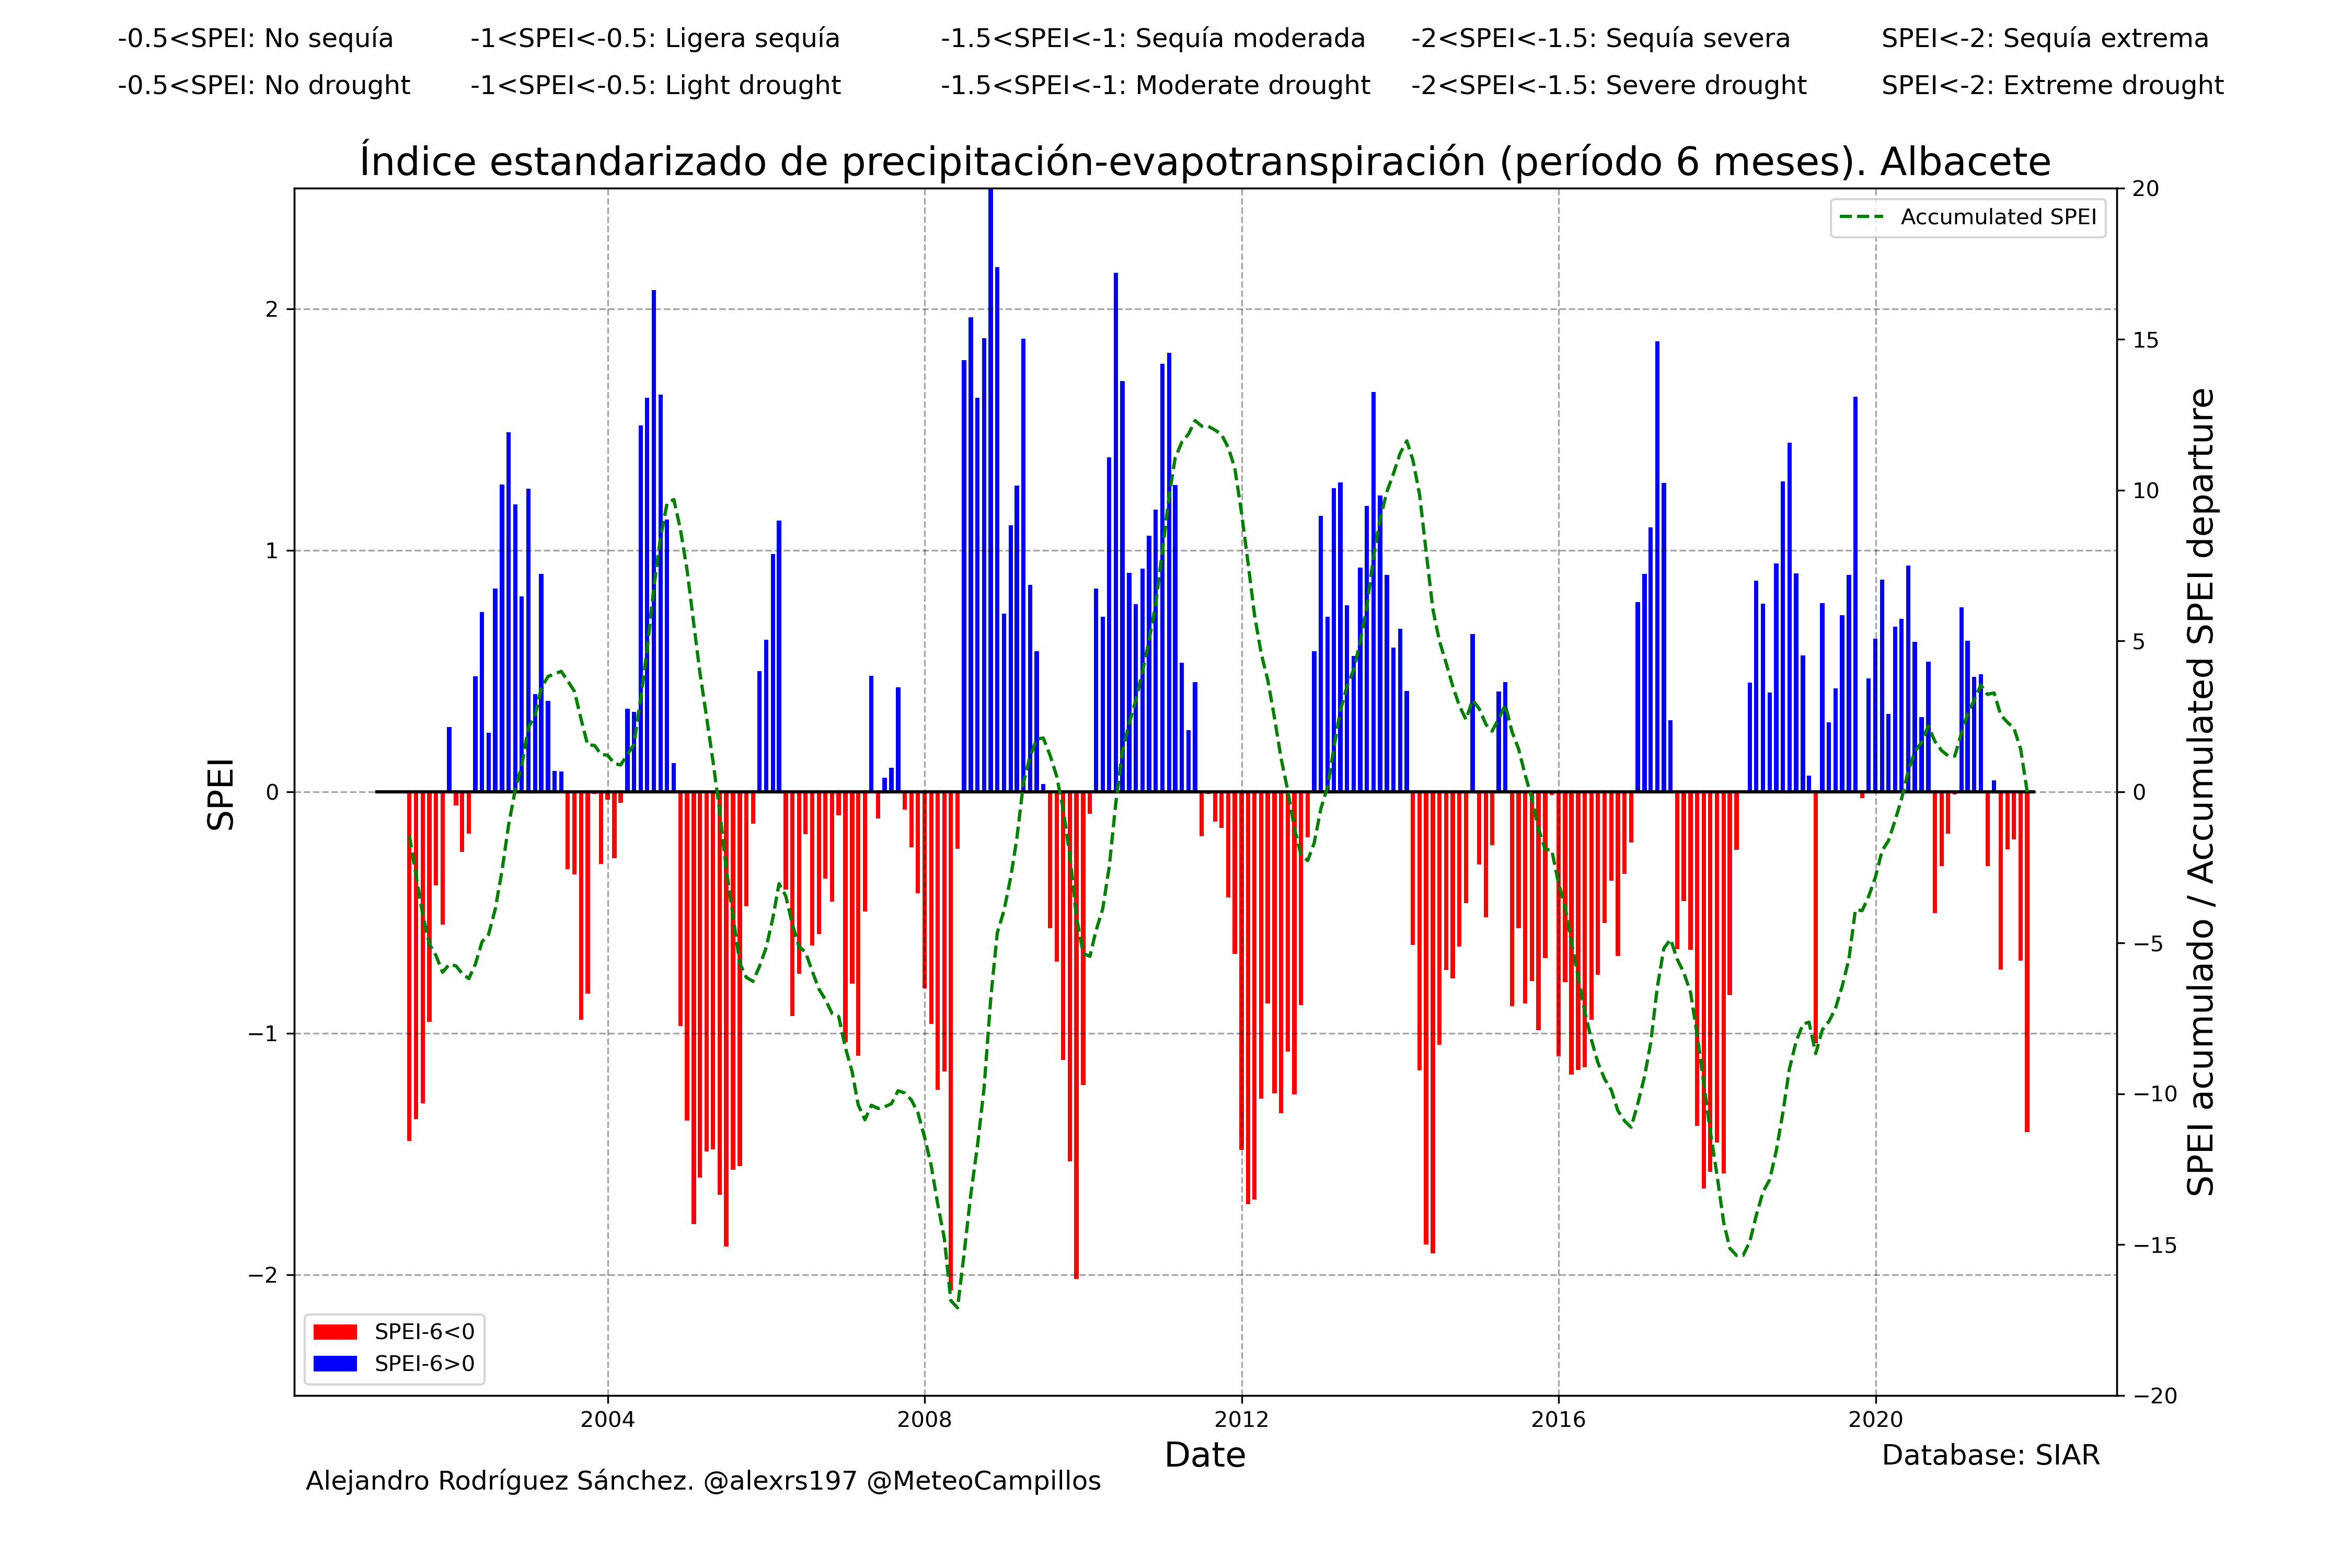 -0.5<SPEI: No sequía -1<SPEI<-0.5: Ligera sequía -1.5<SPEI<-1: Sequía moderada -2<SPEI<-1.5: Sequía severa SPEI<-2: Sequía extrema
-0.5<SPEI: No drought -1<SPEI<-0.5: Light drought -1.5<SPEI<-1: Moderate drought -2<SPEI<-1.5: Severe drought SPEI<-2: Extreme drought
Índice estandarizado de precipitación-evapotranspiración (período 6 meses). Albacete
Accumulated SPEI
SPEI
2
1
0
−1
−2
20
15
10
5
0
−5
−10
−15
−20
SPEI acumulado / Accumulated SPEI departure
SPEI-6<0
SPEI-6>0
2004 2008 2012 2016 2020
Date
Database: SIAR
Alejandro Rodríguez Sánchez. @alexrs197 @MeteoCampillos